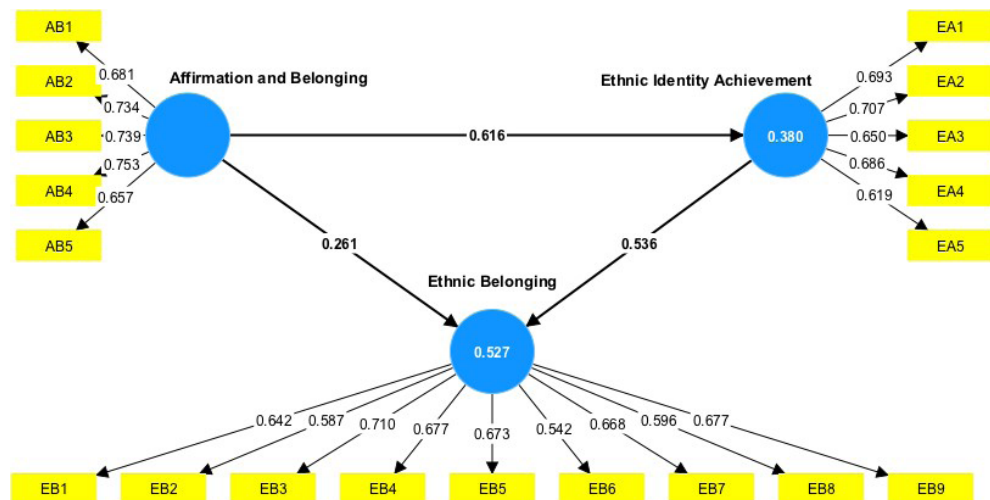 AB1
EA1
0.681
Affirmation and Belonging
Ethnic Identity Achievement
0.693
AB2
0.734
0.707
EA2
AB3
0.739
0.616
0.380
0.650
EA3
0.753
0.686
AB4
0.657
0.619
EA4
AB5
0.261
0.536
EA5
Ethnic Belonging
0.527
0.642
0.587
0.710
0.677
0.673
0.542
0.668
0.596
0.677
EB1
EB2
EB3
EB4
EB5
EB6
EB7
EB8
EB9